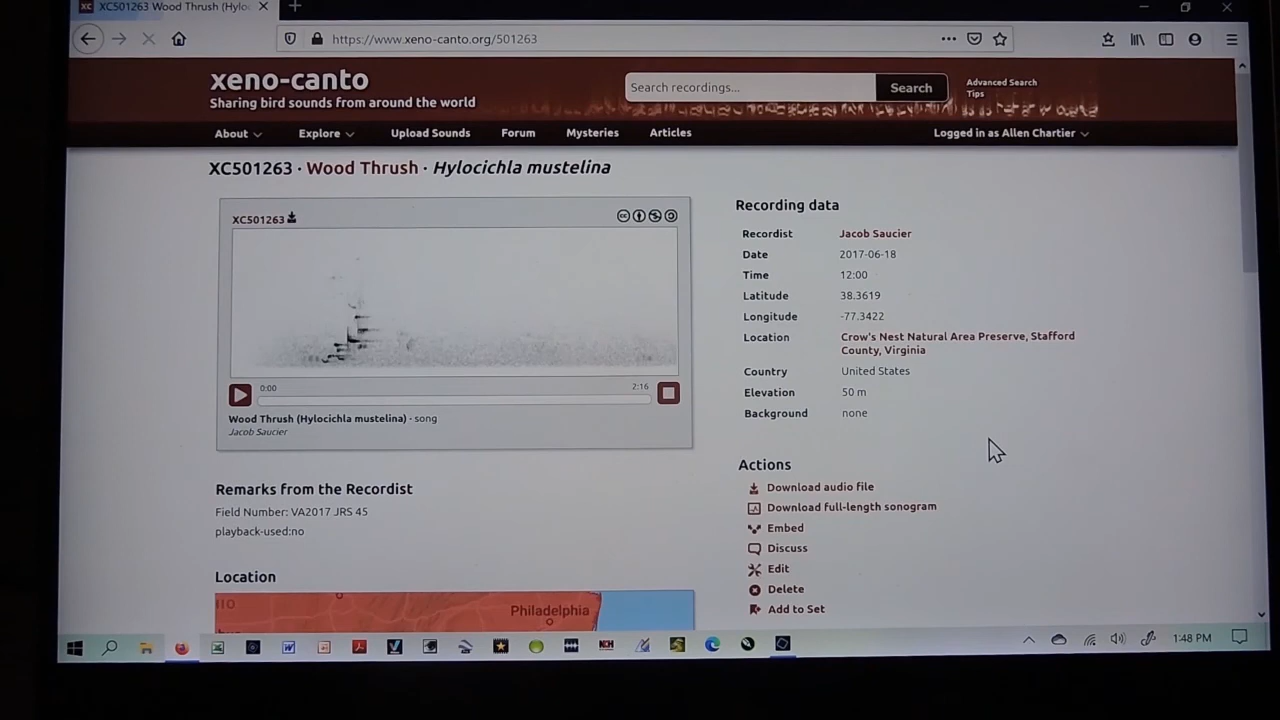 XC501263 Wood Thrush (Hyloc
https://www.xeno-canto.org/501263
xeno-canto
Sharing bird sounds from around the world
Search recordings...
Search
Advanced Search
Tips
About
Explore
Upload Sounds
Forum
Mysteries
Articles
Logged in as Allen Chartier
XC501263 · Wood Thrush · Hylocichla mustelina
XC501263
0:00
2:16
Wood Thrush (Hylocichla mustelina) - song
Jacob Saucier
Remarks from the Recordist
Field Number: VA2017 JRS 45
playback-used:no
Location
Philadelphia
Recording data
Recordist Jacob Saucier
Date 2017-06-18
Time 12:00
Latitude 38.3619
Longitude -77.3422
Location Crow's Nest Natural Area Preserve, Stafford
County, Virginia
Country United States
Elevation 50 m
Background none
Actions
Download audio file
Download full-length sonogram
Embed
Discuss
Edit
Delete
Add to Set
1:48 PM